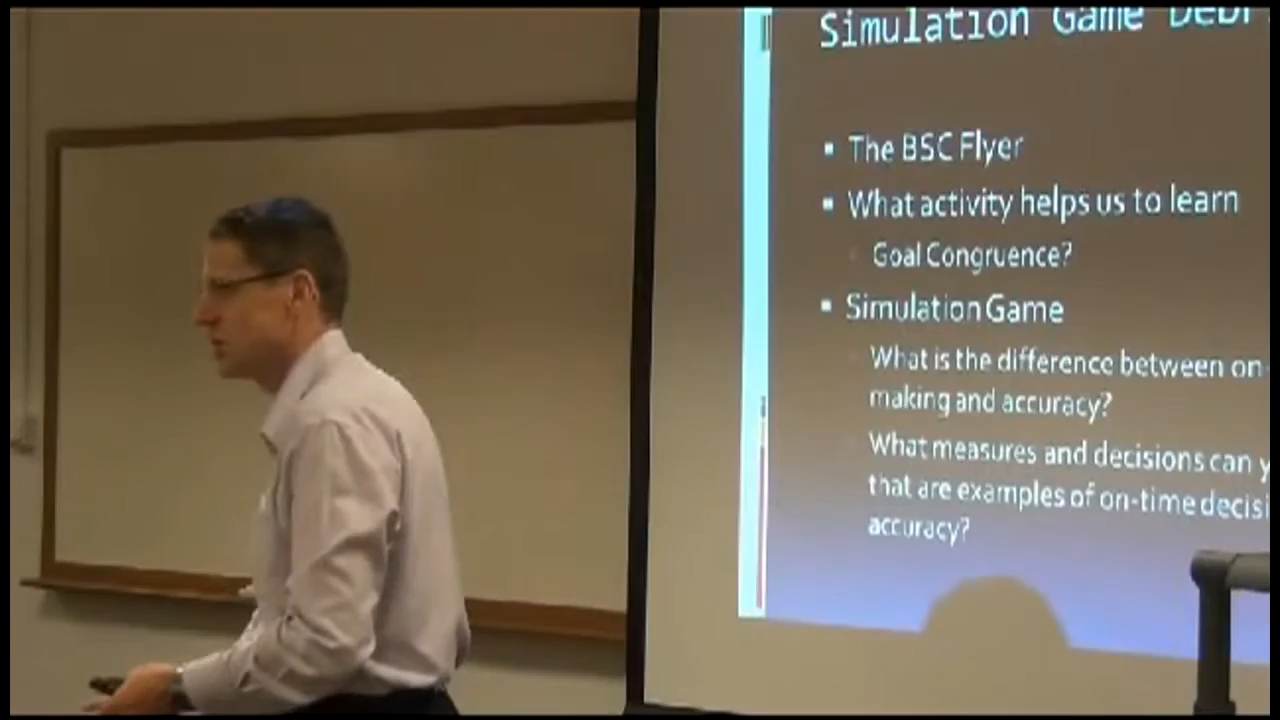 Simulation Game
The BSC Flyer
What activity helps us to learn
Goal Congruence?
Simulation Game
What is the difference between on-
making and accuracy?
What measures and decisions can
that are examples of on-time
accuracy?